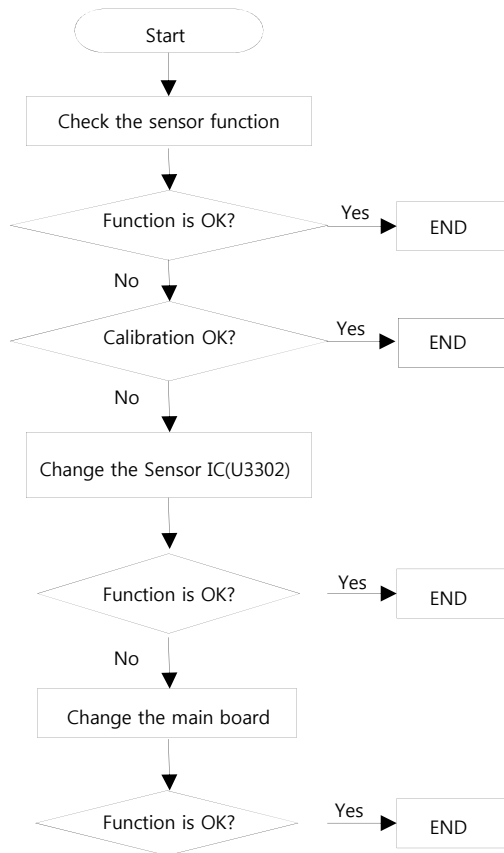 Start
Check the sensor function
Function is OK?
Yes
END
No
Calibration OK?
Yes
END
No
Change the Sensor IC(U3302)
Function is OK?
Yes
END
No
Change the main board
Function is OK?
Yes
END